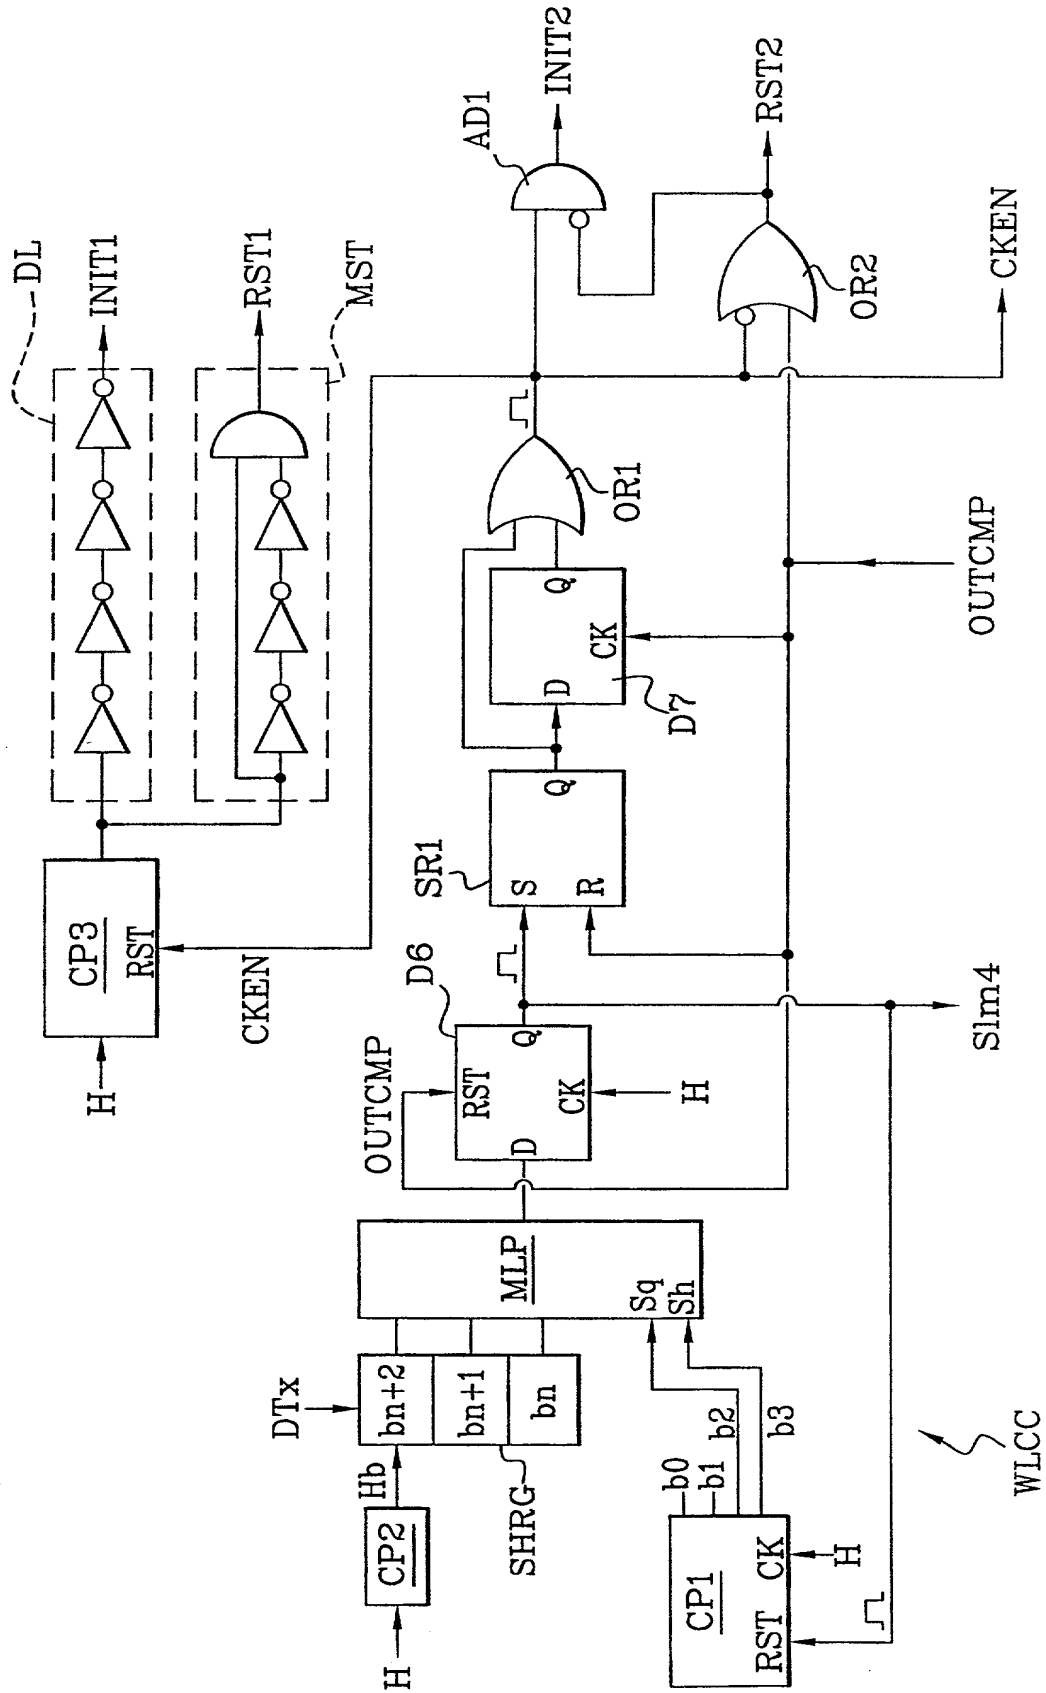 DL
INIT1
RST1
MST
CP3
RST
H
CKEN
AD1
INIT2
RST2
OR2
CKEN
OR1
OUTCMP
Q
CK
D
D7
SR1
S
R
Q
D6
OUTCMP
RST
Q
D
CK
H
Slm4
MLP
Sq
Sh
DTx
bn+2
bn+1
bn
Hb
SHRG
CP2
H
b0
b1
b2
b3
CP1
RST
CK
H
WLCC